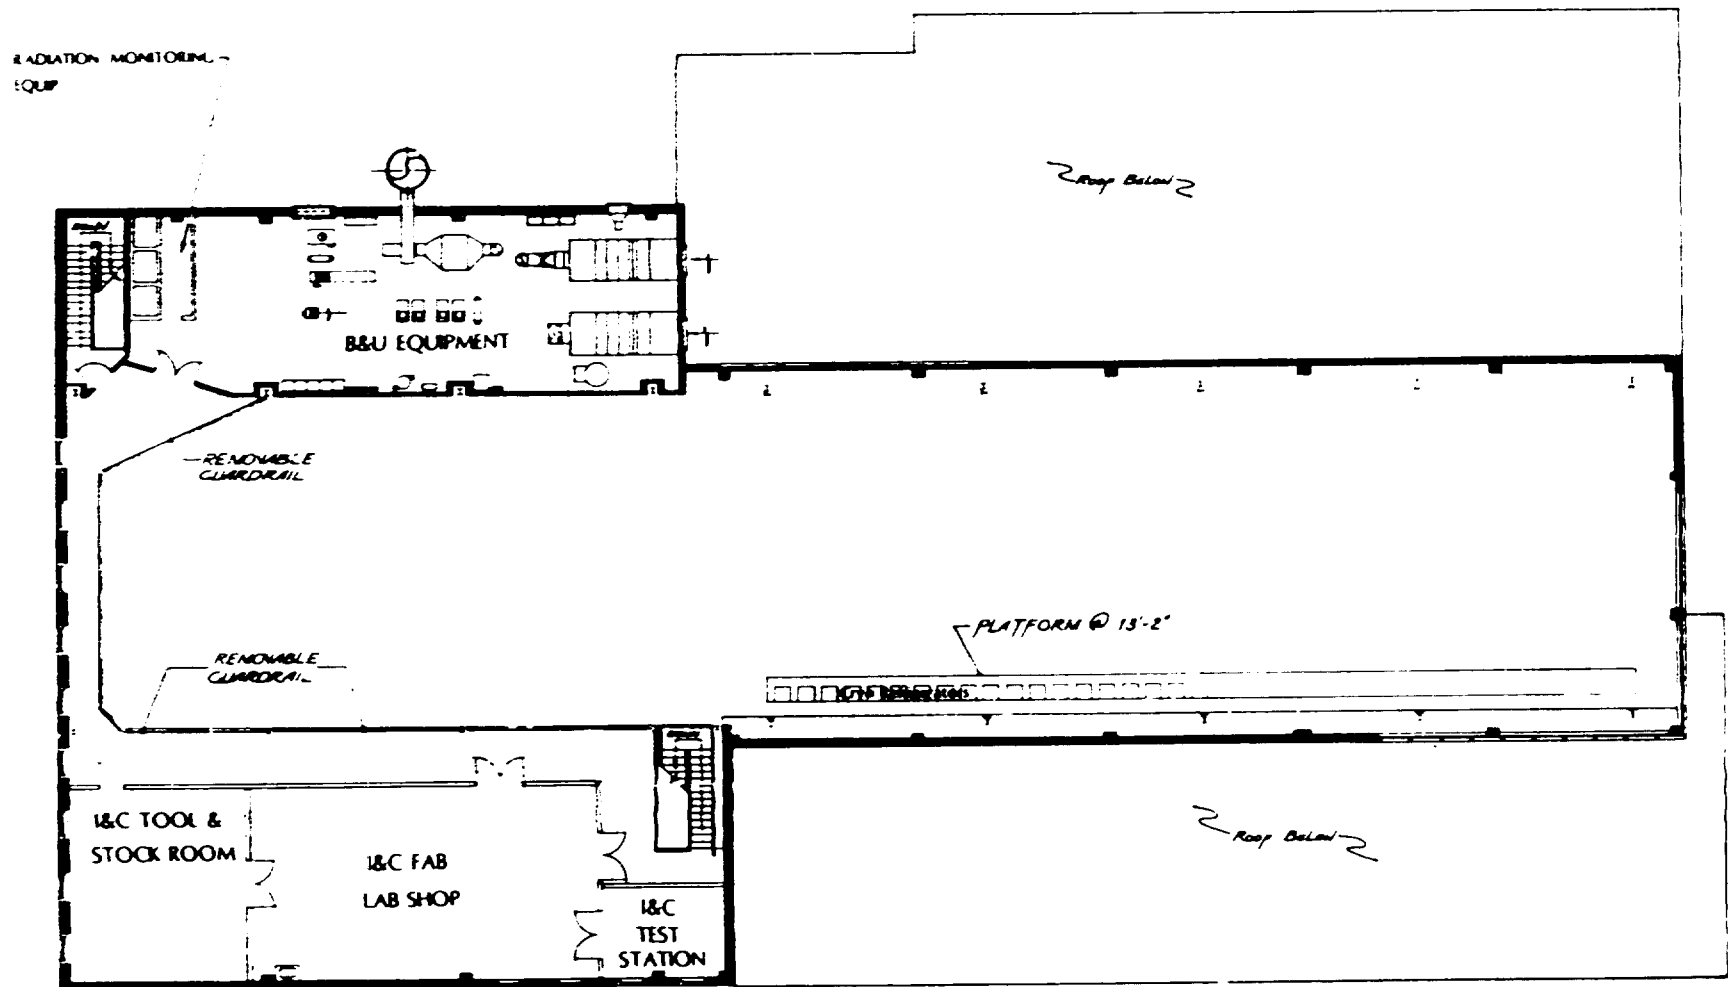 RADIATION MONITORING
EQUIP
Roof Below
B&U EQUIPMENT
REMOVABLE
GUARDRAIL
PLATFORM @ 13'-2"
REMOVABLE
GUARDRAIL
I&C TOOL &
STOCK ROOM
I&C FAB
LAB SHOP
I&C
TEST
STATION
Roof Below